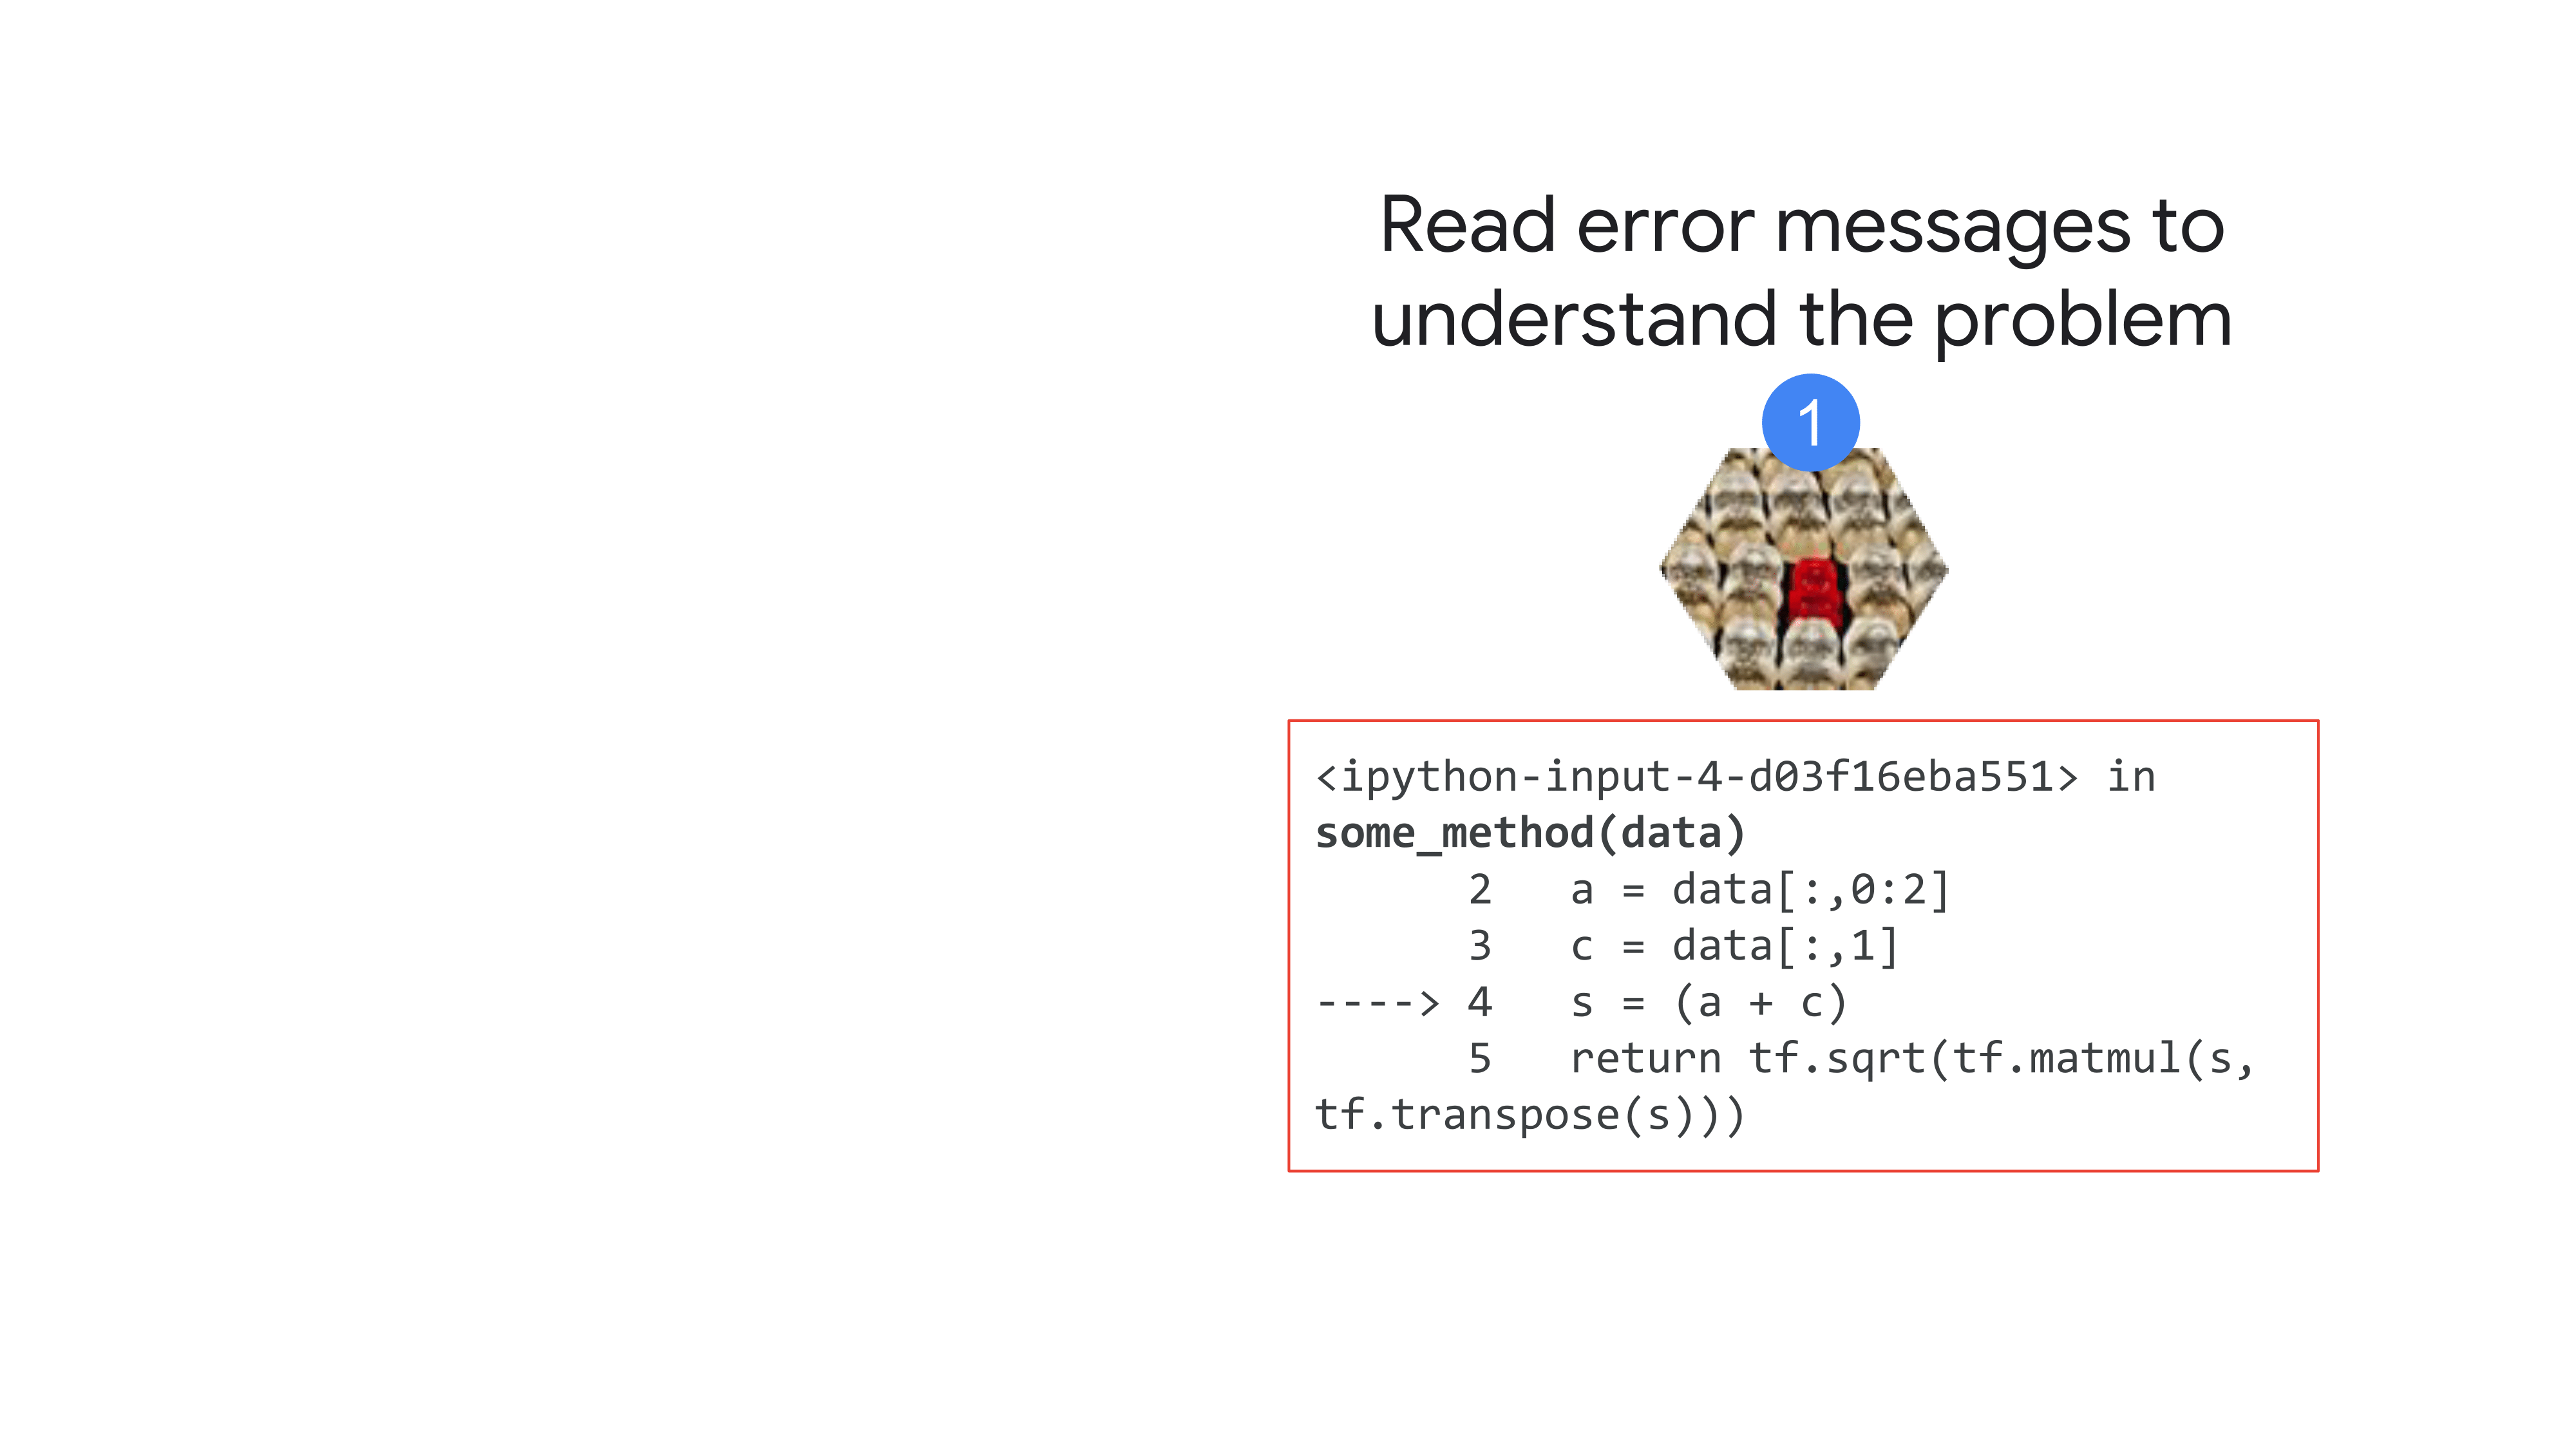 Read error messages to
understand the problem
1
<ipython-input-4-d03f16eba551> in
some_method(data)
      2   a = data[:,0:2]
      3   c = data[:,1]
----> 4   s = (a + c)
      5   return tf.sqrt(tf.matmul(s,
tf.transpose(s)))